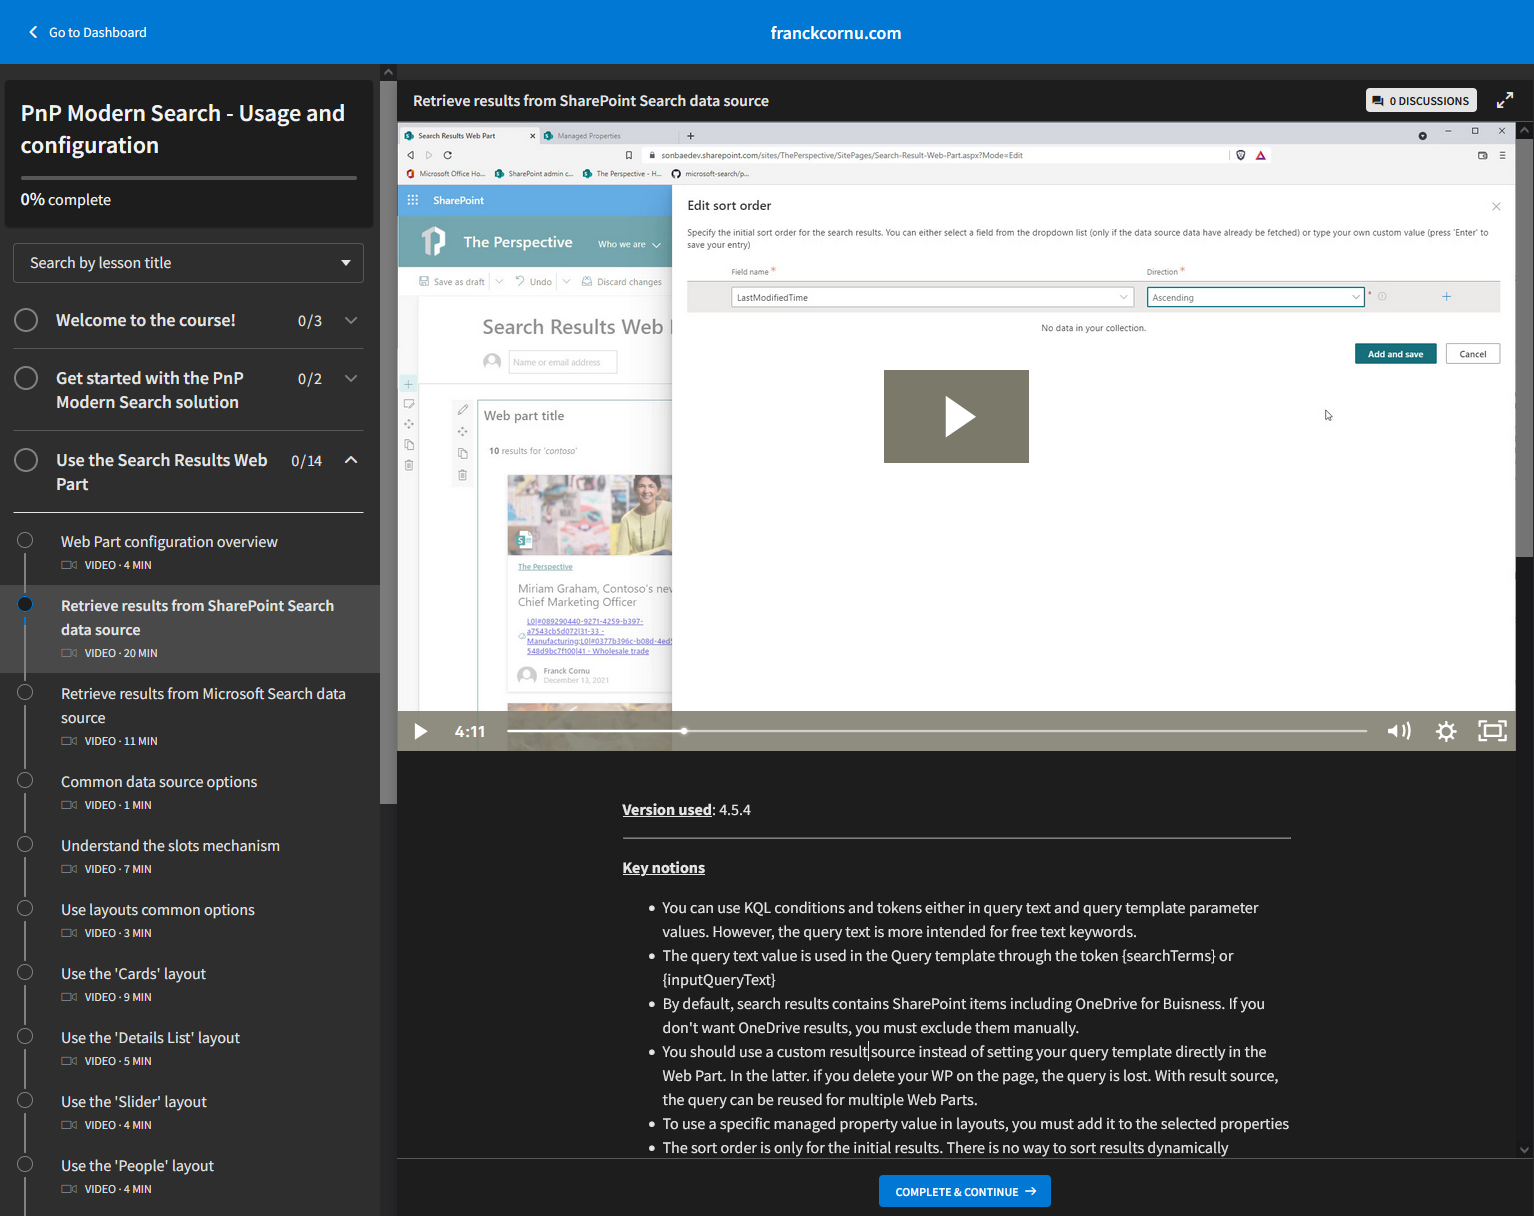 Go to Dashboard
franckcornu.com
PnP Modern Search - Usage and
configuration
0% complete
Search by lesson title
Welcome to the course!
0/3
Get started with the PnP
Modern Search solution
0/2
Use the Search Results Web
Part
0/14
Web Part configuration overview
VIDEO · 4 MIN
Retrieve results from SharePoint Search
data source
VIDEO · 20 MIN
Retrieve results from Microsoft Search data
source
VIDEO · 11 MIN
Common data source options
VIDEO · 1 MIN
Understand the slots mechanism
VIDEO · 7 MIN
Use layouts common options
VIDEO · 3 MIN
Use the 'Cards' layout
VIDEO · 9 MIN
Use the 'Details List' layout
VIDEO · 5 MIN
Use the 'Slider' layout
VIDEO · 4 MIN
Use the 'People' layout
VIDEO · 4 MIN
Retrieve results from SharePoint Search data source
0 DISCUSSIONS
Search Results Web Part
Managed Properties
sonbaedev.sharepoint.com/sites/ThePerspective/SitePages/Search-Result-Web-Part.aspx?Mode=Edit
Microsoft Office Ho...
SharePoint admin c...
The Perspective - H...
microsoft-search/p...
SharePoint
The Perspective
Who we are
Save as draft
Undo
Discard changes
Search Results Web
Name or email address
Web part title
10 results for 'contoso'
The Perspective
Miriam Graham, Contoso's new
Chief Marketing Officer
L0|#089290440-9271-4259-b397-
a7543cb5d072|31-33 -
Manufacturing;L0|#0377b396c-b08d-4ed5
548d9bc7f100|41 - Wholesale trade
Franck Cornu
December 13, 2021
Edit sort order
Specify the initial sort order for the search results. You can either select a field from the dropdown list (only if the data source data have already be fetched) or type your own custom value (press 'Enter' to
save your entry)
Field name *
Direction *
LastModifiedTime
Ascending
*
No data in your collection.
Add and save
Cancel
4:11
Version used: 4.5.4
Key notions
• You can use KQL conditions and tokens either in query text and query template parameter
values. However, the query text is more intended for free text keywords.
• The query text value is used in the Query template through the token {searchTerms} or
{inputQueryText}
• By default, search results contains SharePoint items including OneDrive for Buisness. If you
don't want OneDrive results, you must exclude them manually.
• You should use a custom result source instead of setting your query template directly in the
Web Part. In the latter. if you delete your WP on the page, the query is lost. With result source,
the query can be reused for multiple Web Parts.
• To use a specific managed property value in layouts, you must add it to the selected properties
• The sort order is only for the initial results. There is no way to sort results dynamically
COMPLETE & CONTINUE